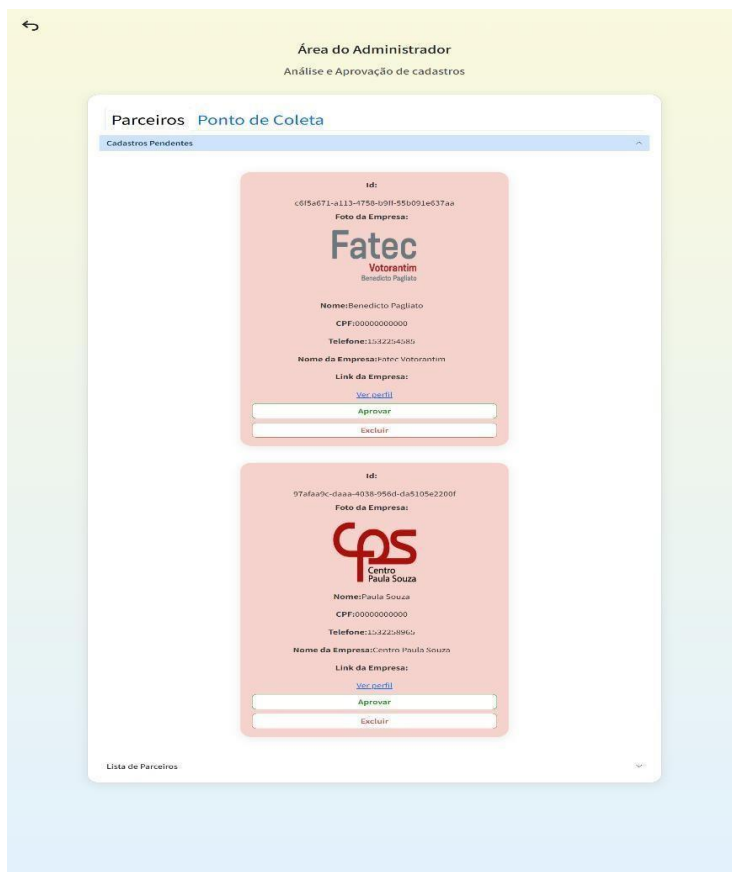 Área do Administrador
Análise e Aprovação de cadastros
Parceiros Ponto de Coleta
Cadastros Pendentes
Id:
c6f5a671-a113-4758-b9ff-55b091e637aa
Foto da Empresa:
Fatec
Votorantim
Benedicto Pagliato
Nome:Benedicto Pagliato
CPF:00000000000
Telefone:1532254585
Nome da Empresa:Fatec Votorantim
Link da Empresa:
Ver perfil
Aprovar
Excluir
Id:
97afaa9c-daaa-4038-956d-da5105e2200f
Foto da Empresa:
cps
Centro
Paula Souza
Nome:Paula Souza
CPF:00000000000
Telefone:1532258965
Nome da Empresa:Centro Paula Souza
Link da Empresa:
Ver perfil
Aprovar
Excluir
Lista de Parceiros